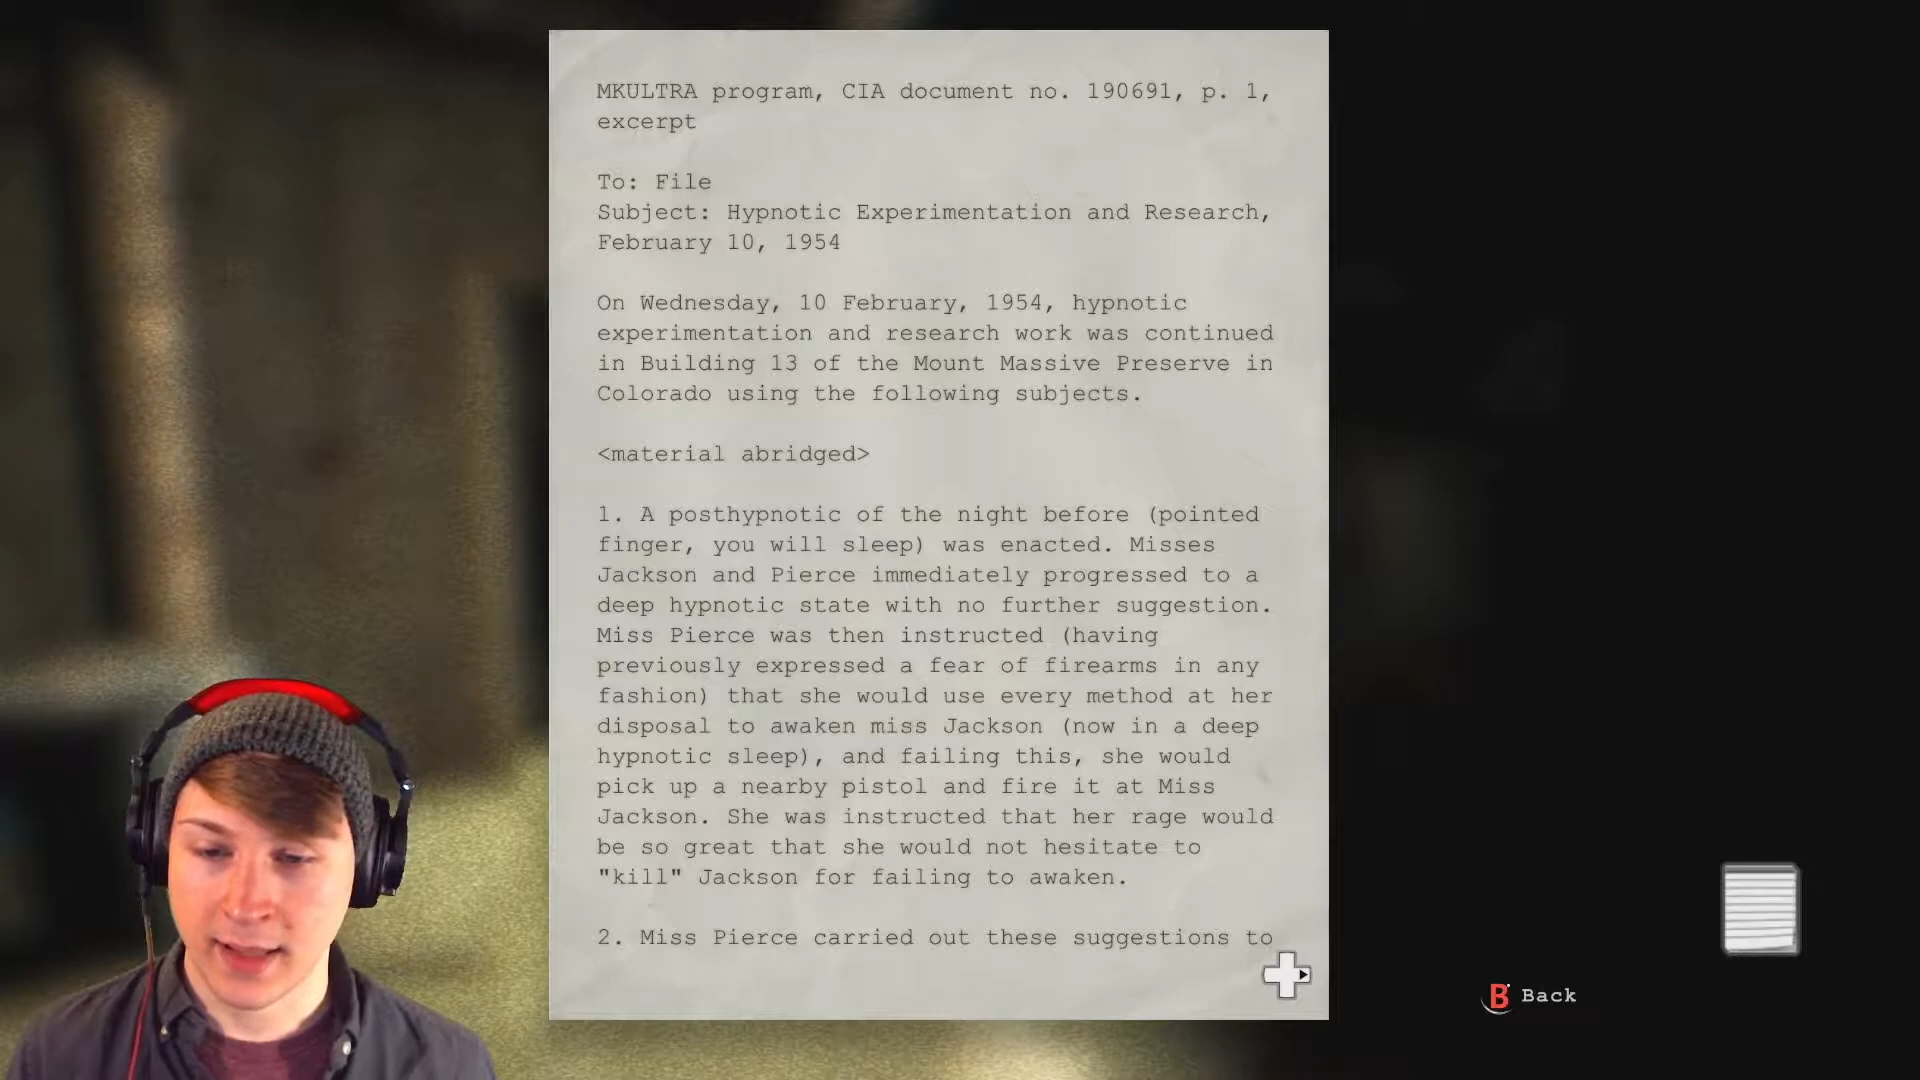 MKULTRA program, CIA document no. 190691, p. 1,
excerpt
To: File
Subject: Hypnotic Experimentation and Research,
February 10, 1954
On Wednesday, 10 February, 1954, hypnotic
experimentation and research work was continued
in Building 13 of the Mount Massive Preserve in
Colorado using the following subjects.
<material abridged>
1. A posthypnotic of the night before (pointed
finger, you will sleep) was enacted. Misses
Jackson and Pierce immediately progressed to a
deep hypnotic state with no further suggestion.
Miss Pierce was then instructed (having
previously expressed a fear of firearms in any
fashion) that she would use every method at her
disposal to awaken miss Jackson (now in a deep
hypnotic sleep), and failing this, she would
pick up a nearby pistol and fire it at Miss
Jackson. She was instructed that her rage would
be so great that she would not hesitate to
"kill" Jackson for failing to awaken.
2. Miss Pierce carried out these suggestions to
B Back